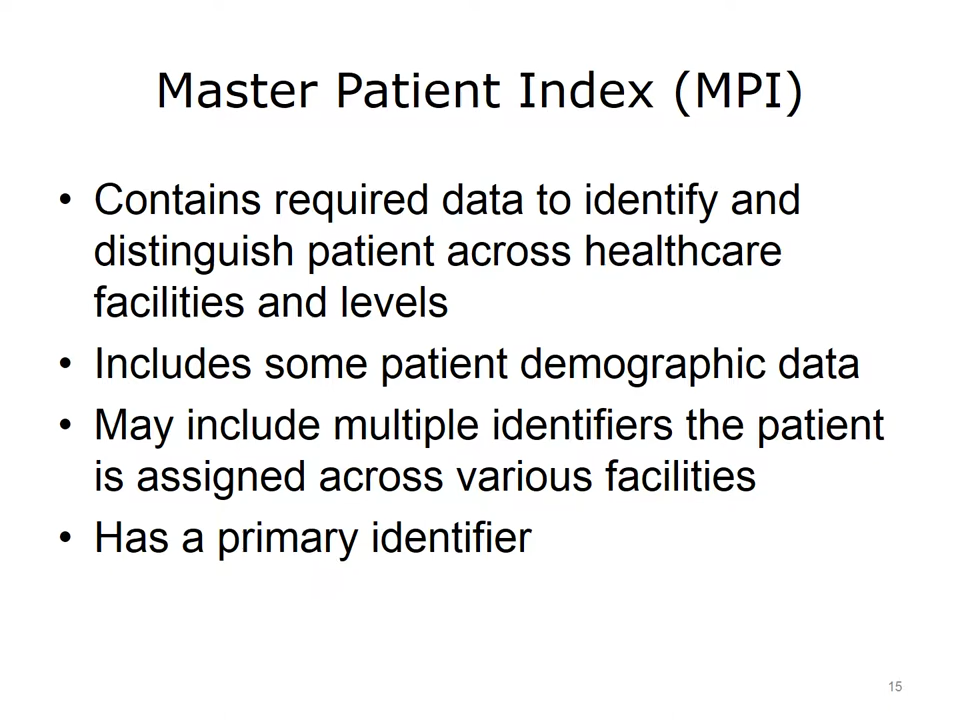 Master Patient Index (MPI)
• Contains required data to identify and
distinguish patient across healthcare
facilities and levels
• Includes some patient demographic data
• May include multiple identifiers the patient
is assigned across various facilities
• Has a primary identifier
15